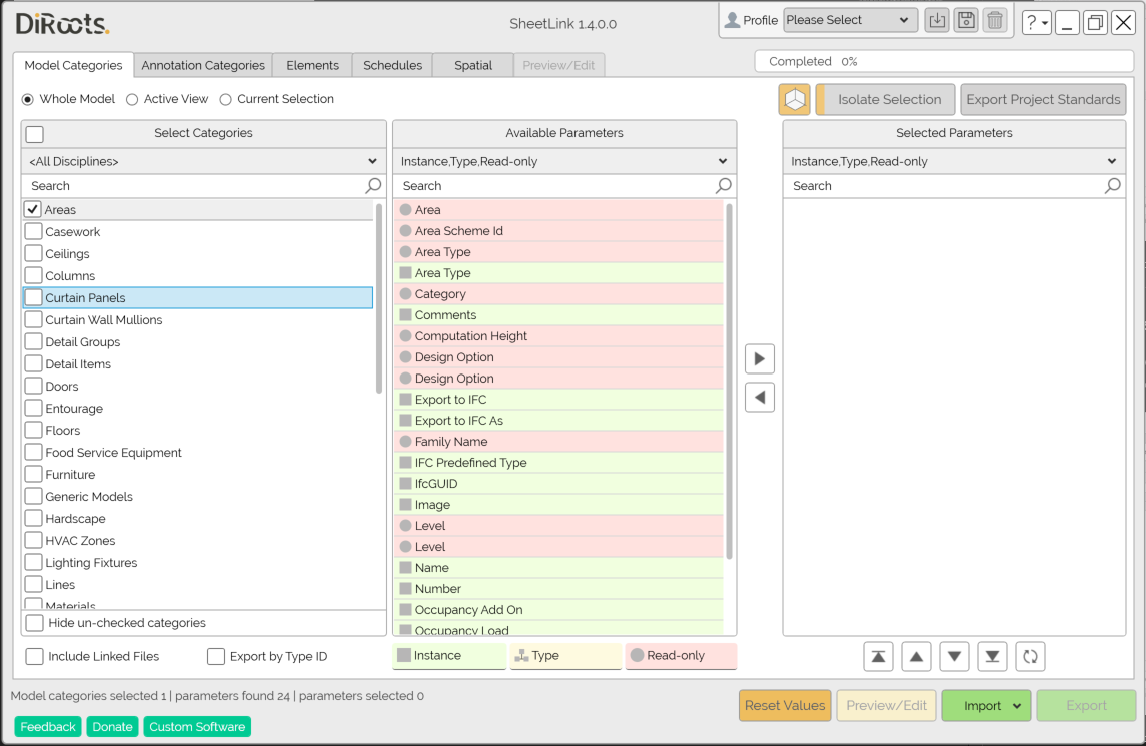 DiRoots.
SheetLink 1.4.0.0
Profile
Please Select
?
Model Categories
Annotation Categories
Elements
Schedules
Spatial
Preview/Edit
Completed 0%
Whole Model
Active View
Current Selection
Isolate Selection
Export Project Standards
Select Categories
<All Disciplines>
Search
Areas
Casework
Ceilings
Columns
Curtain Panels
Curtain Wall Mullions
Detail Groups
Detail Items
Doors
Entourage
Floors
Food Service Equipment
Furniture
Generic Models
Hardscape
HVAC Zones
Lighting Fixtures
Lines
Materials
Hide un-checked categories
Include Linked Files
Export by Type ID
Available Parameters
Instance,Type,Read-only
Search
Area
Area Scheme Id
Area Type
Area Type
Category
Comments
Computation Height
Design Option
Design Option
Export to IFC
Export to IFC As
Family Name
IFC Predefined Type
IfcGUID
Image
Level
Level
Name
Number
Occupancy Add On
Occupancy Load
Instance
Type
Read-only
Selected Parameters
Instance,Type,Read-only
Search
Model categories selected 1 | parameters found 24 | parameters selected 0
Feedback
Donate
Custom Software
Reset Values
Preview/Edit
Import
Export